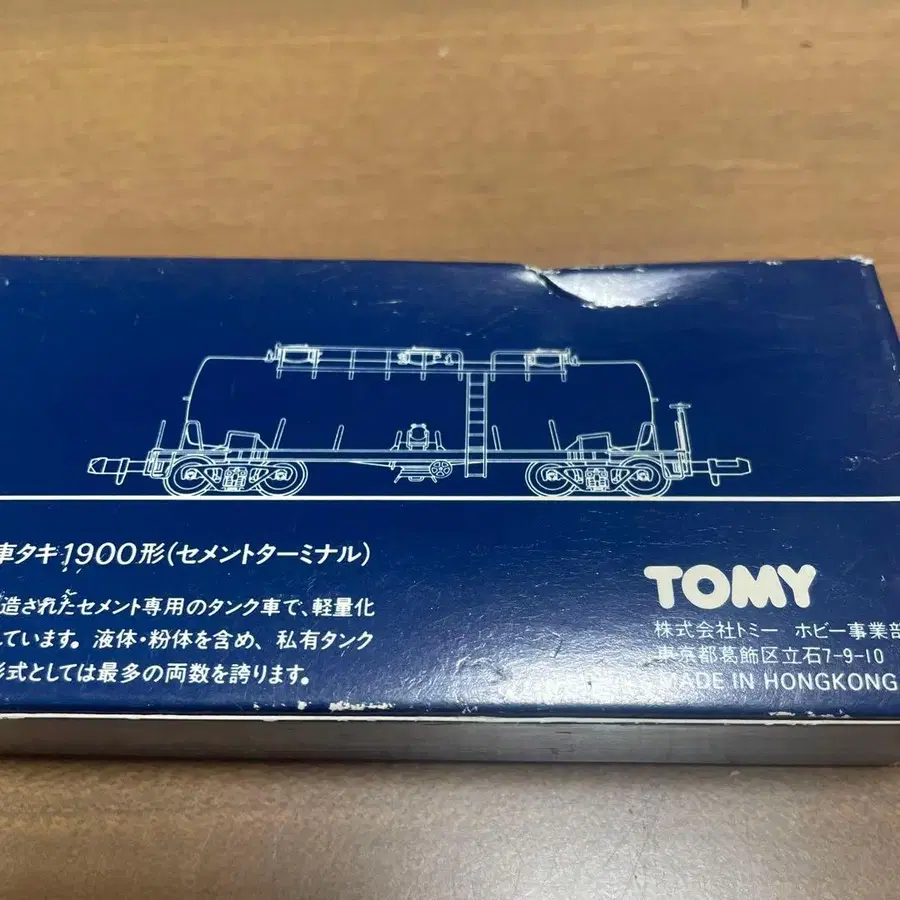 車タキ1900形(セメントターミナル)
造されたセメント専用のタンク車で、軽量化
ています。液体・粉体を含め、私有タンク
形式としては最多の両数を誇ります。
TOMY
株式会社トミー ホビー事業部
東京都葛飾区立石7-9-10
MADE IN HONGKONG